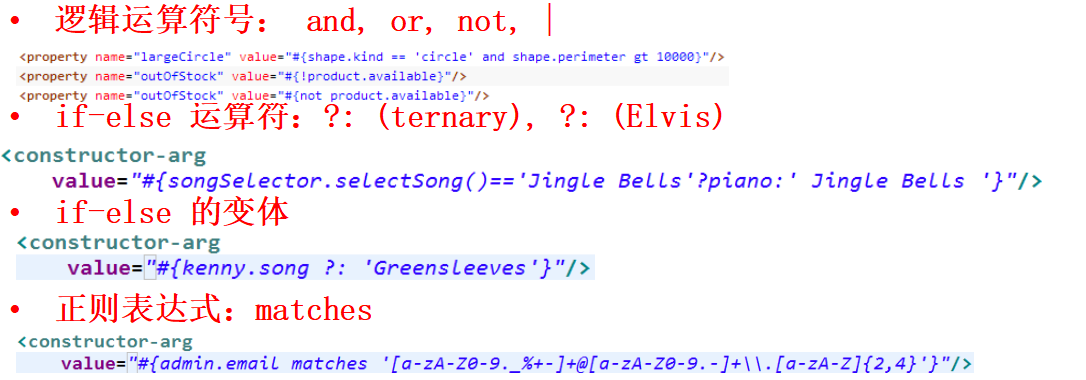 • 逻辑运算符号： and, or, not, |
<property name="largeCircle" value="#{shape.kind == 'circle' and shape.perimeter gt 10000}"/>
<property name="outOfStock" value="#{!product.available}"/>
<property name="outOfStock" value="#{not product.available}"/>
• if-else 运算符：?: (ternary), ?: (Elvis)
<constructor-arg
value="#{songSelector.selectSong()=='Jingle Bells'?piano:' Jingle Bells '}"/>
• if-else 的变体
<constructor-arg
value="#{kenny.song ?: 'Greensleeves'}"/>
• 正则表达式：matches
<constructor-arg
value="#{admin.email matches '[a-zA-Z0-9._%+-]+@[a-zA-Z0-9.-]+\\.[a-zA-Z]{2,4}'}"/>